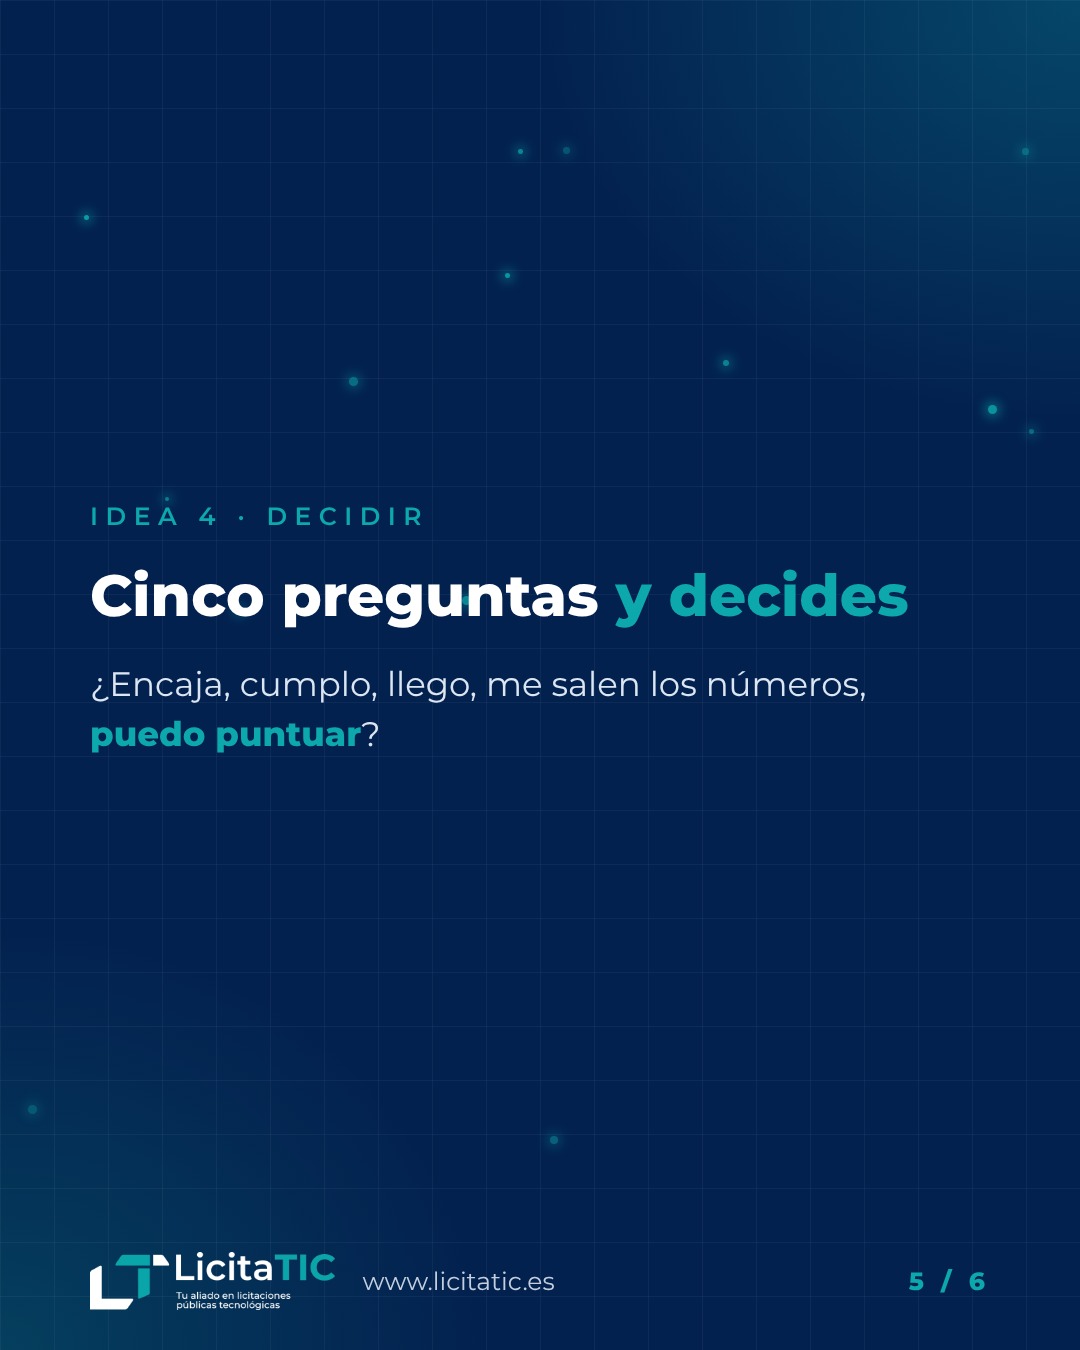 IDEA 4 · DECIDIR
Cinco preguntas y decides
¿Encaja, cumplo, llego, me salen los números,
puedo puntuar?
LicitaTIC
Tu aliado en licitaciones
públicas tecnológicas
www.licitatic.es
5 / 6